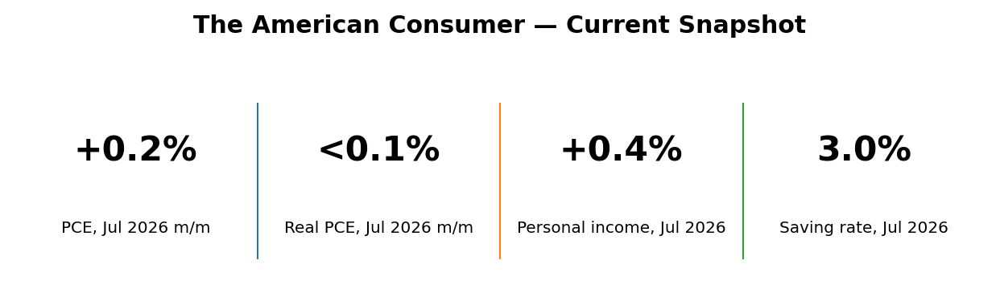 The American Consumer — Current Snapshot
+0.2%
PCE, Jul 2026 m/m
<0.1%
Real PCE, Jul 2026 m/m
+0.4%
Personal income, Jul 2026
3.0%
Saving rate, Jul 2026